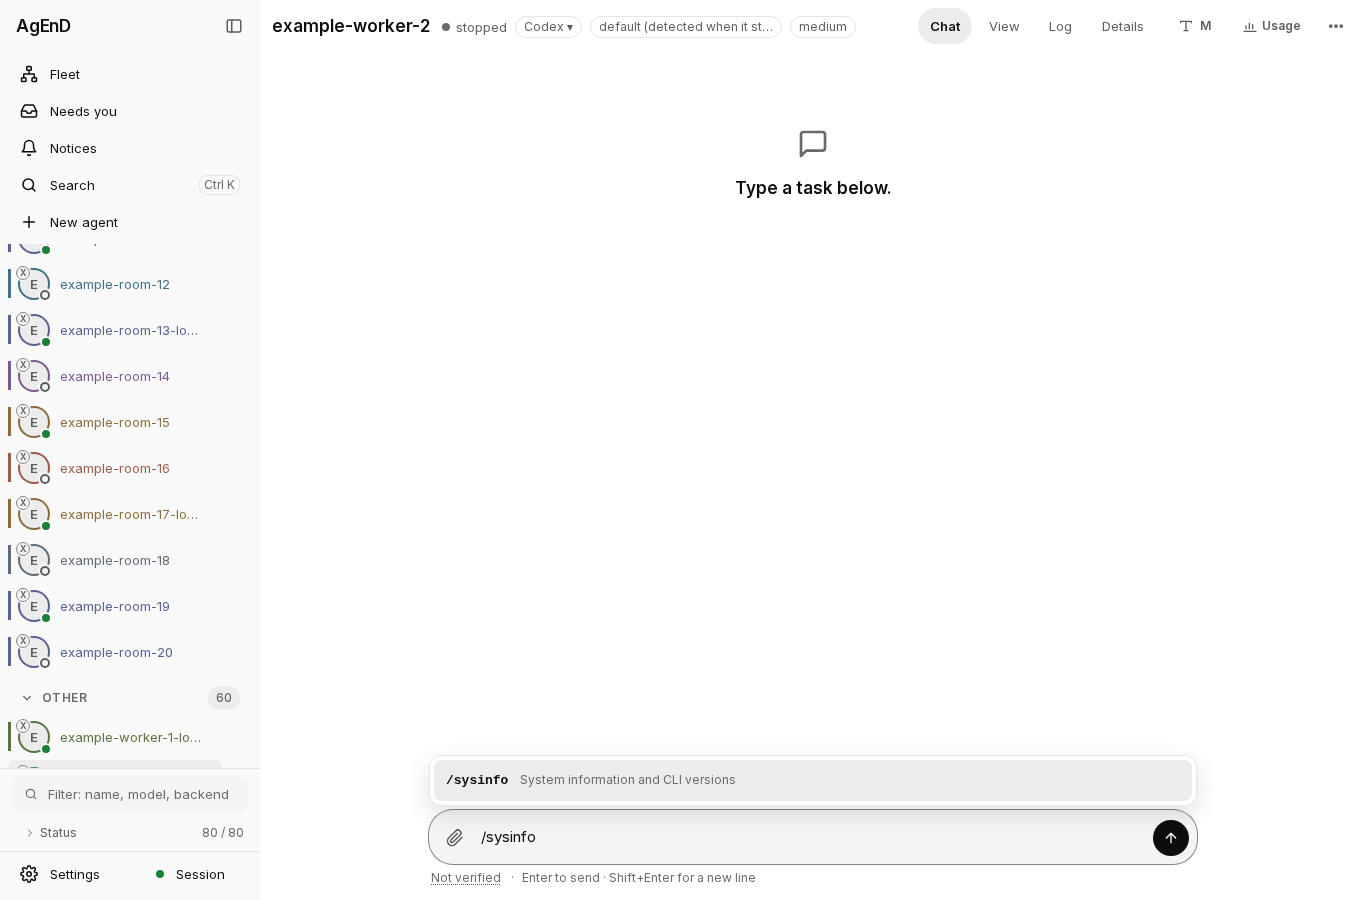 AgEnD
Fleet
Needs you
Notices
Search Ctrl K
New agent
X E example-room-12
X E example-room-13-lo…
X E example-room-14
X E example-room-15
X E example-room-16
X E example-room-17-lo…
X E example-room-18
X E example-room-19
X E example-room-20
OTHER 60
X E example-worker-1-lo…
Filter: name, model, backend
Status 80 / 80
Settings Session
example-worker-2 stopped Codex ▾ default (detected when it st… medium Chat View Log Details M Usage •••
Type a task below.
/sysinfo System information and CLI versions
/sysinfo
Not verified · Enter to send · Shift+Enter for a new line